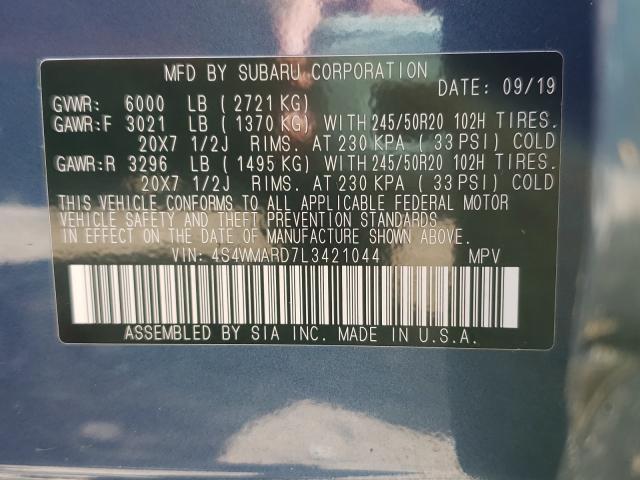 MFD BY SUBARU CORPORATION
DATE: 09/19
GVWR: 6000 LB (2721 KG)
GAWR:F 3021 LB (1370 KG) WITH 245/50R20 102H TIRES.
20X7 1/2J RIMS. AT 230 KPA (33 PSI) COLD
GAWR:R 3296 LB (1495 KG) WITH 245/50R20 102H TIRES.
20X7 1/2J RIMS. AT 230 KPA (33 PSI) COLD
THIS VEHICLE CONFORMS TO ALL APPLICABLE FEDERAL MOTOR
VEHICLE SAFETY AND THEFT PREVENTION STANDARDS
IN EFFECT ON THE DATE OF MANUFACTURE SHOWN ABOVE.
VIN: 4S4WMARD7L3421044 MPV
ASSEMBLED BY SIA INC. MADE IN U.S.A.